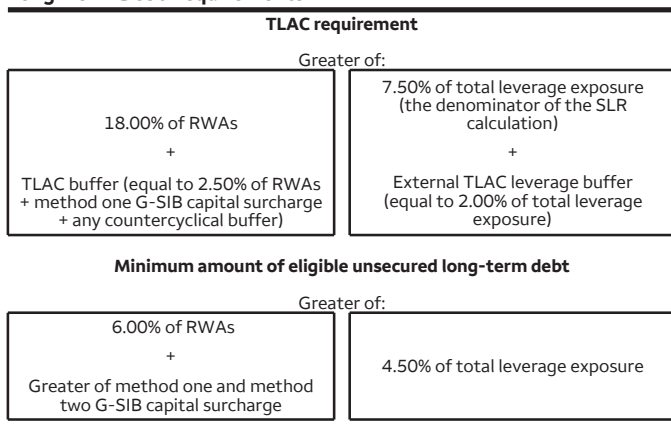 TLAC requirement
Greater of:
18.00% of RWAs
+
TLAC buffer (equal to 2.50% of RWAs
+ method one G-SIB capital surcharge
+ any countercyclical buffer)
7.50% of total leverage exposure
(the denominator of the SLR
calculation)
+
External TLAC leverage buffer
(equal to 2.00% of total leverage
exposure)
Minimum amount of eligible unsecured long-term debt
Greater of:
6.00% of RWAs
+
Greater of method one and method
two G-SIB capital surcharge
4.50% of total leverage exposure